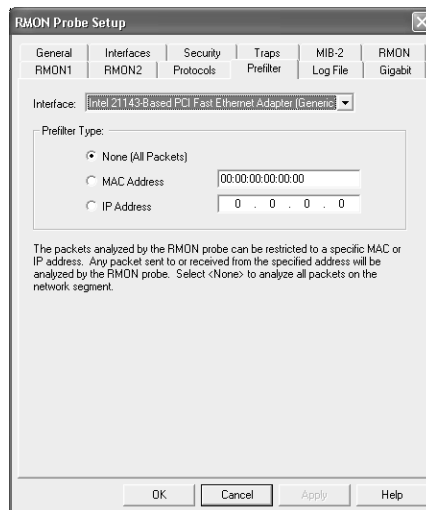 RMON Probe Setup
General Interfaces Security Traps MIB-2 RMON
RMON1 RMON2 Protocols Prefilter Log File Gigabit
Interface: Intel 21143-Based PCI Fast Ethernet Adapter (Generic
Prefilter Type:
None (All Packets)
MAC Address 00:00:00:00:00:00
IP Address 0 . 0 . 0 . 0
The packets analyzed by the RMON probe can be restricted to a specific MAC or
IP address. Any packet sent to or received from the specified address will be
analyzed by the RMON probe. Select <None> to analyze all packets on the
network segment.
OK Cancel Apply Help